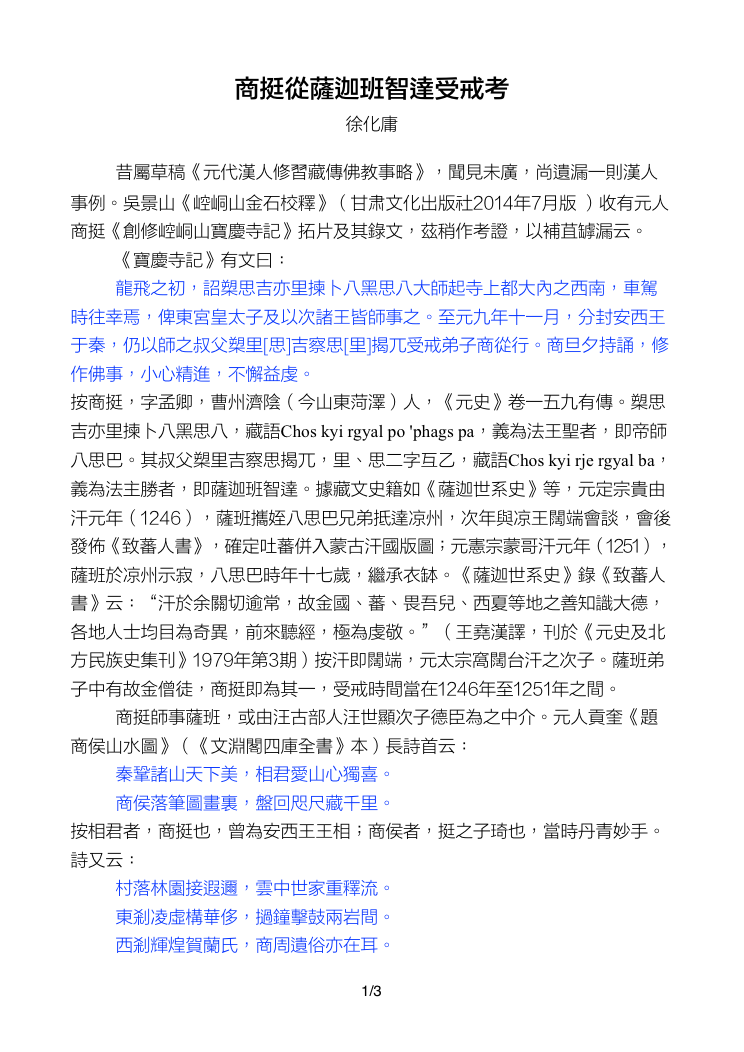 商挺從薩迦班智達受戒考
徐化庸
昔屬草稿《元代漢人修習藏傳佛教事略》，聞見未廣，尚遺漏一則漢人
事例。吳景山《崆峒山金石校釋》（甘肅文化出版社2014年7月版 ）收有元人
商挺《創修崆峒山寶慶寺記》拓片及其錄文，茲稍作考證，以補苴罅漏云。
《寶慶寺記》有文曰：
龍飛之初，詔槊思吉亦里揀卜八黑思八大師起寺上都大內之西南，車駕
時往幸焉，俾東宮皇太子及以次諸王皆師事之。至元九年十一月，分封安西王
于秦，仍以師之叔父槊里[思]吉察思[里]揭兀受戒弟子商從行。商旦夕持誦，修
作佛事，小心精進，不懈益虔。
按商挺，字孟卿，曹州濟陰（今山東菏澤）人，《元史》卷一五九有傳。槊思
吉亦里揀卜八黑思八，藏語Chos kyi rgyal po 'phags pa，義為法王聖者，即帝師
八思巴。其叔父槊里吉察思揭兀，里、思二字互乙，藏語Chos kyi rje rgyal ba，
義為法主勝者，即薩迦班智達。據藏文史籍如《薩迦世系史》等，元定宗貴由
汗元年（1246），薩班攜姪八思巴兄弟抵達凉州，次年與凉王闊端會談，會後
發佈《致蕃人書》，確定吐蕃併入蒙古汗國版圖；元憲宗蒙哥汗元年（1251），
薩班於凉州示寂，八思巴時年十七歲，繼承衣缽。《薩迦世系史》錄《致蕃人
書》云：“汗於余關切逾常，故金國、蕃、畏吾兒、西夏等地之善知識大德，
各地人士均目為奇異，前來聽經，極為虔敬。”（王堯漢譯，刊於《元史及北
方民族史集刊》1979年第3期）按汗即闊端，元太宗窩闊台汗之次子。薩班弟
子中有故金僧徒，商挺即為其一，受戒時間當在1246年至1251年之間。
商挺師事薩班，或由汪古部人汪世顯次子德臣為之中介。元人貢奎《題
商侯山水圖》（《文淵閣四庫全書》本）長詩首云：
秦鞏諸山天下美，相君愛山心獨喜。
商侯落筆圖畫裏，盤回咫尺藏千里。
按相君者，商挺也，曾為安西王王相；商侯者，挺之子琦也，當時丹青妙手。
詩又云：
村落林園接遐邇，雲中世家重釋流。
東剎凌虛構華侈，撾鐘擊鼓兩岩間。
西剎輝煌賀蘭氏，商周遺俗亦在耳。
1/3